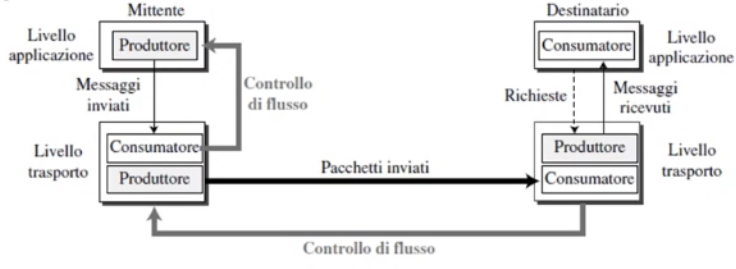 Mittente
Destinatario
Livello
applicazione
Produttore
Consumatore
Livello
applicazione
Messaggi
inviati
Controllo
di flusso
Richieste
Messaggi
ricevuti
Livello
trasporto
Consumatore
Produttore
Pacchetti inviati
Produttore
Consumatore
Livello
trasporto
Controllo di flusso